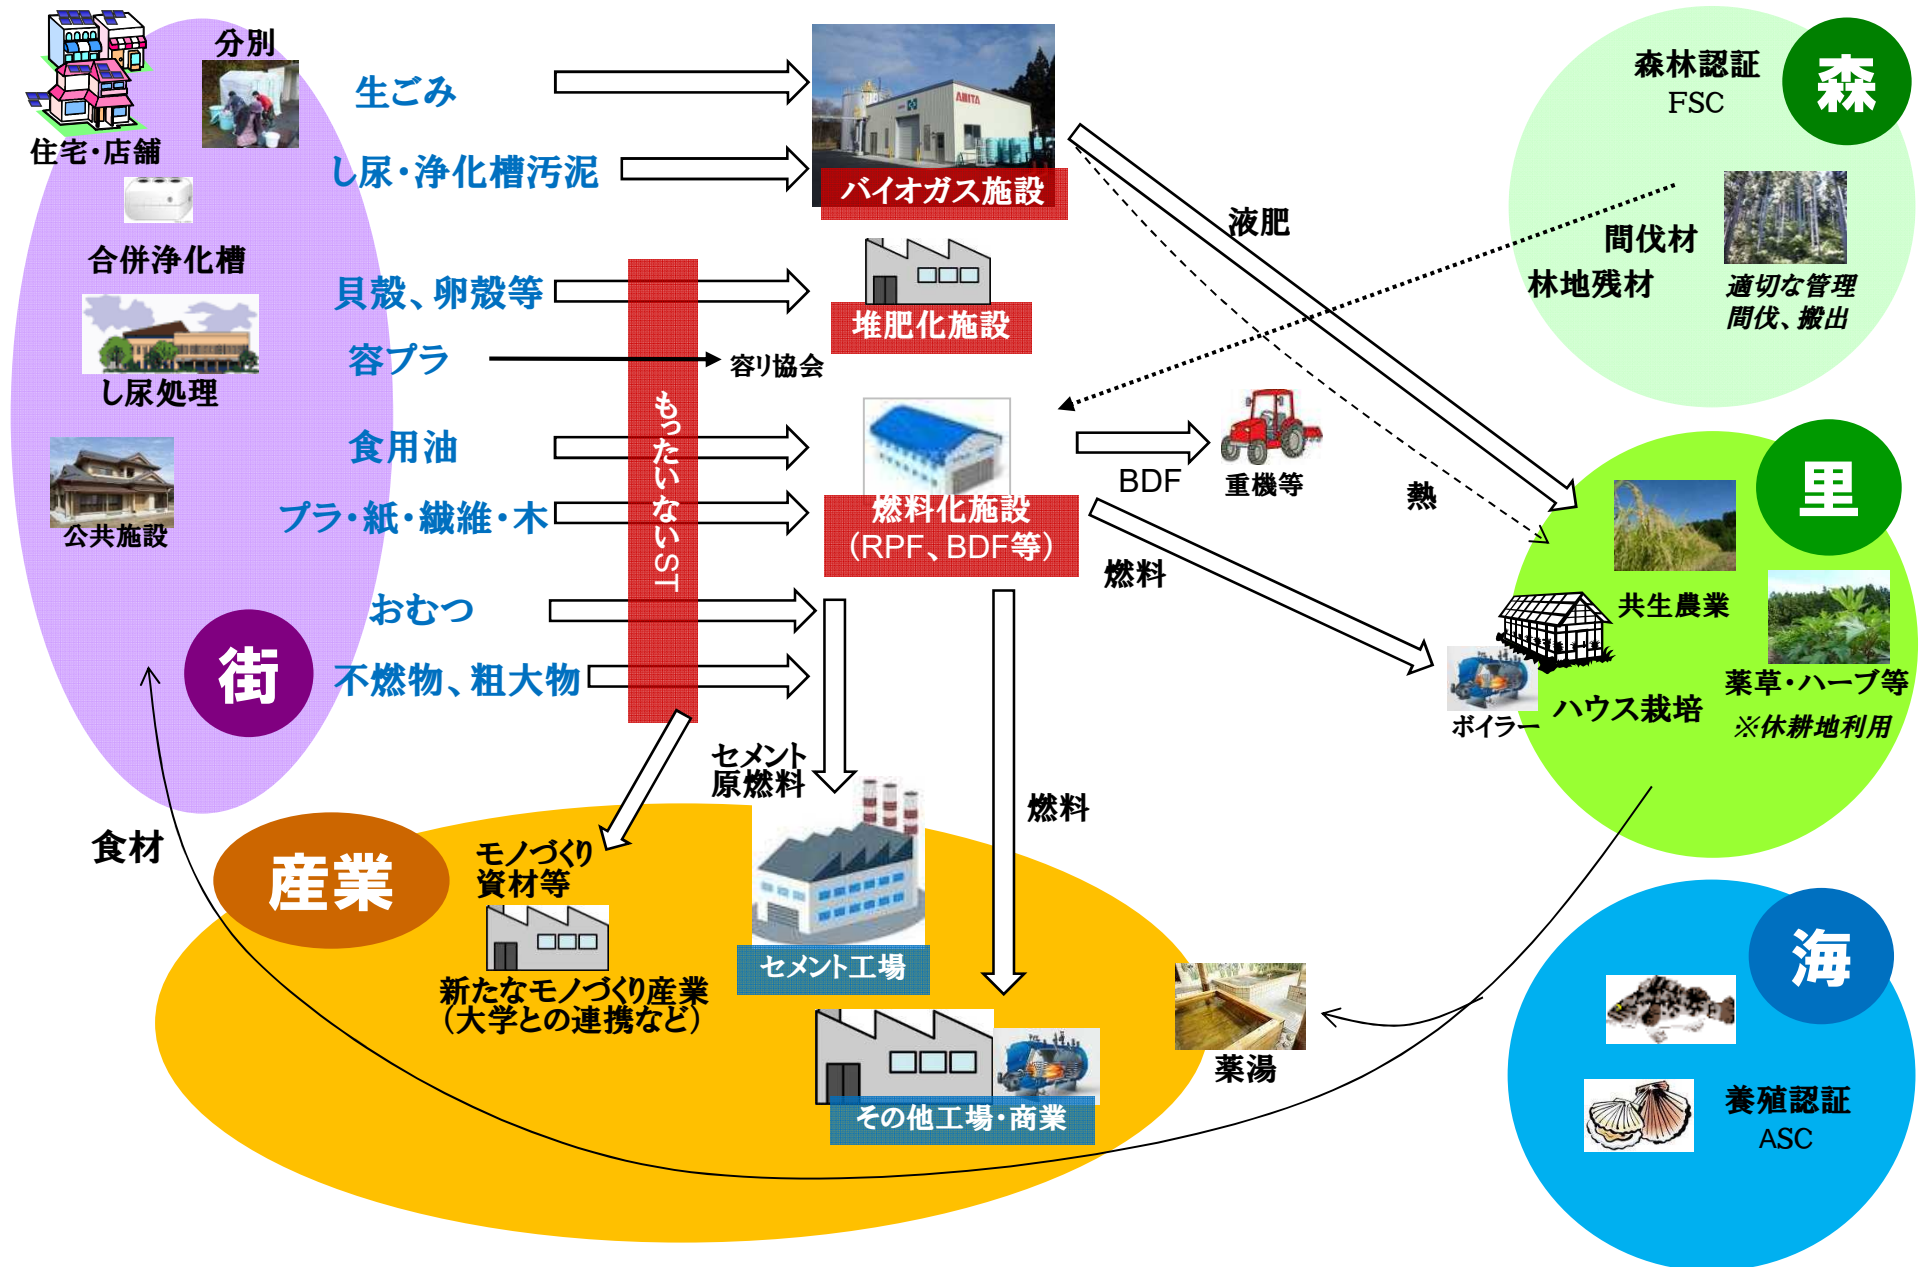 分別
住宅・店舗
合併浄化槽
し尿処理
公共施設
街
生ごみ
し尿・浄化槽汚泥
貝殻、卵殻等
容プラ
食用油
プラ・紙・繊維・木
おむつ
不燃物、粗大物
もったいないST
容リ協会
AMITA
バイオガス施設
堆肥化施設
燃料化施設
（RPF、BDF等）
BDF
重機等
液肥
熱
燃料
森林認証
FSC
森
間伐材
林地残材
適切な管理
間伐、搬出
里
共生農業
薬草・ハーブ等
※休耕地利用
ハウス栽培
ボイラー
食材
産業
モノづくり
資材等
新たなモノづくり産業
（大学との連携など）
セメント
原燃料
セメント工場
燃料
その他工場・商業
薬湯
海
養殖認証
ASC